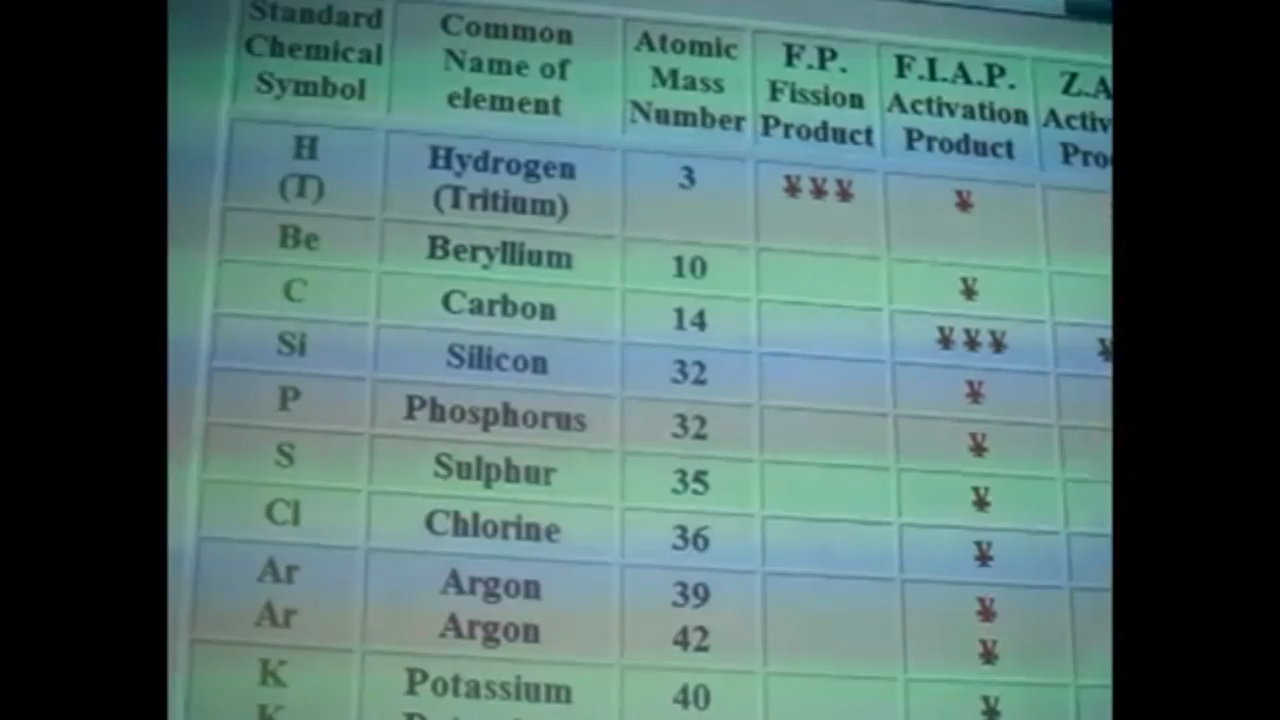 Standard Chemical Symbol Common Name of element Atomic Mass Number F.P. Fission Product F.I.A.P. Activation Product
H (T) Hydrogen (Tritium) 3 ¥¥¥ ¥
Be Beryllium 10 ¥
C Carbon 14 ¥¥¥ ¥
Si Silicon 32 ¥
P Phosphorus 32 ¥
S Sulphur 35 ¥
Cl Chlorine 36 ¥
Ar Argon 39 ¥
Ar Argon 42 ¥
K Potassium 40 ¥
K